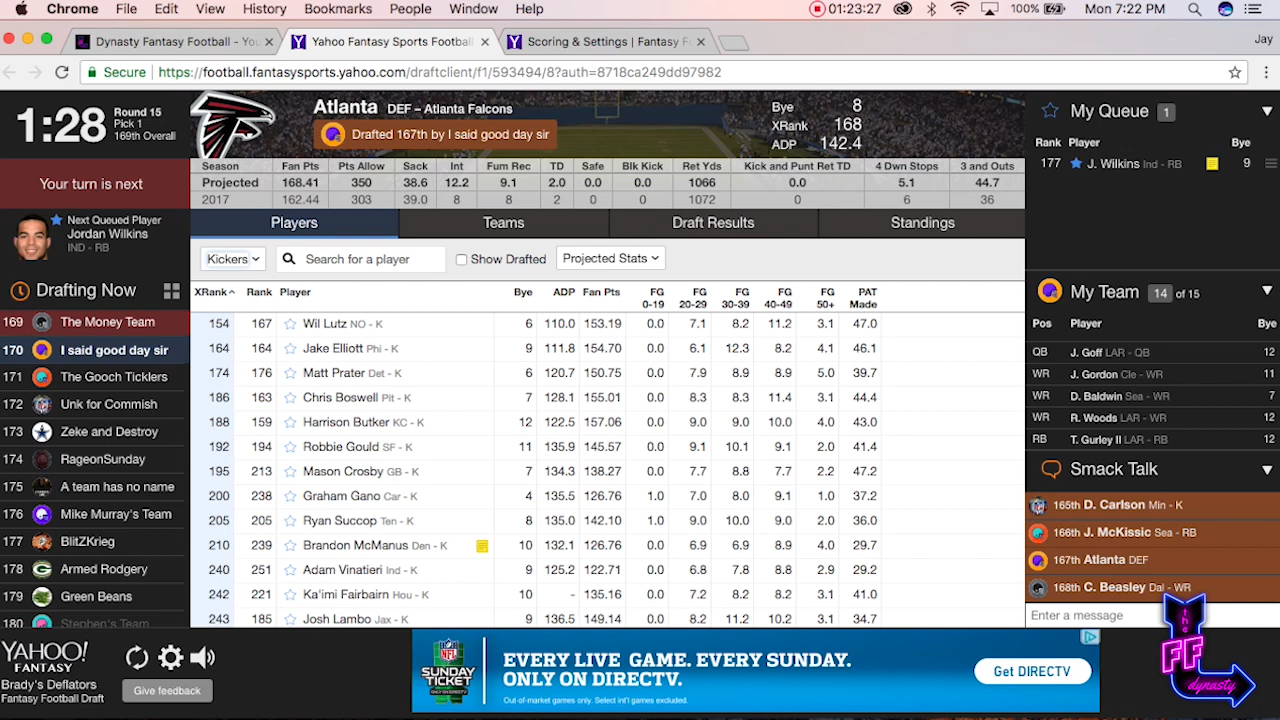 Chrome File Edit View History Bookmarks People Window Help 01:23:27 100% Mon 7:22 PM
Dynasty Fantasy Football - You × Yahoo Fantasy Sports Football × Scoring & Settings | Fantasy F × Jay
Secure https://football.fantasysports.yahoo.com/draftclient/f1/593494/8?auth=8718ca249dd97982
1:28 Round 15
Pick 1
169th Overall
Your turn is next
Next Queued Player
Jordan Wilkins
IND - RB
Drafting Now
169 The Money Team
170 I said good day sir
171 The Gooch Ticklers
172 Unk for Commish
173 Zeke and Destroy
174 RageonSunday
175 A team has no name
176 Mike Murray's Team
177 BlitZKrieg
178 Armed Rodgery
179 Green Beans
180 Stephen's Team
YAHOO!
FANTASY
Brady's Deflators
Fantasy Football Draft
Give feedback
Atlanta DEF – Atlanta Falcons
Drafted 167th by I said good day sir
Bye 8
XRank 168
ADP 142.4
Season Fan Pts Pts Allow Sack Int Fum Rec TD Safe Blk Kick Ret Yds Kick and Punt Ret TD 4 Dwn Stops 3 and Outs
Projected 168.41 350 38.6 12.2 9.1 2.0 0.0 0.0 1066 0.0 5.1 44.7
2017 162.44 303 39.0 8 8 2 0 0 1072 0 6 36
Players Teams Draft Results Standings
Kickers Search for a player Show Drafted Projected Stats
XRank Rank Player Bye ADP Fan Pts FG 0-19 FG 20-29 FG 30-39 FG 40-49 FG 50+ PAT Made
154 167 Wil Lutz NO - K 6 110.0 153.19 0.0 7.1 8.2 11.2 3.1 47.0
164 164 Jake Elliott Phi - K 9 111.8 154.70 0.0 6.1 12.3 8.2 4.1 46.1
174 176 Matt Prater Det - K 6 120.7 150.75 0.0 7.9 8.9 8.9 5.0 39.7
186 163 Chris Boswell Pit - K 7 128.1 155.01 0.0 8.3 8.3 11.4 3.1 44.4
188 159 Harrison Butker KC - K 12 122.5 157.06 0.0 9.0 9.0 10.0 4.0 43.0
192 194 Robbie Gould SF - K 11 135.9 145.57 0.0 9.1 10.1 9.1 2.0 41.4
195 213 Mason Crosby GB - K 7 134.3 138.27 0.0 7.7 8.8 7.7 2.2 47.2
200 238 Graham Gano Car - K 4 135.5 126.76 1.0 7.0 8.0 9.1 1.0 37.2
205 205 Ryan Succop Ten - K 8 135.0 142.10 1.0 9.0 10.0 9.0 2.0 36.0
210 239 Brandon McManus Den - K 10 132.1 126.76 0.0 6.9 6.9 8.9 4.0 29.7
240 251 Adam Vinatieri Ind - K 9 125.2 122.71 0.0 6.8 7.8 8.8 2.9 29.2
242 221 Ka'imi Fairbairn Hou - K 10 - 135.16 0.0 7.2 8.2 8.2 3.1 41.0
243 185 Josh Lambo Jax - K 9 136.5 149.14 0.0 8.2 11.2 10.2 3.1 34.7
NFL SUNDAY TICKET
EVERY LIVE GAME. EVERY SUNDAY.
ONLY ON DIRECTV.
Out-of-market games only. Select int'l games excluded.
Get DIRECTV
My Queue 1
Rank Player Bye
177 J. Wilkins Ind - RB 9
My Team 14 of 15
Pos Player Bye
QB J. Goff LAR - QB 12
WR J. Gordon Cle - WR 11
WR D. Baldwin Sea - WR 7
WR R. Woods LAR - WR 12
RB T. Gurley II LAR - RB 12
Smack Talk
165th D. Carlson Min - K
166th J. McKissic Sea - RB
167th Atlanta DEF
168th C. Beasley Dal - WR
Enter a message
the
FF
dynasty